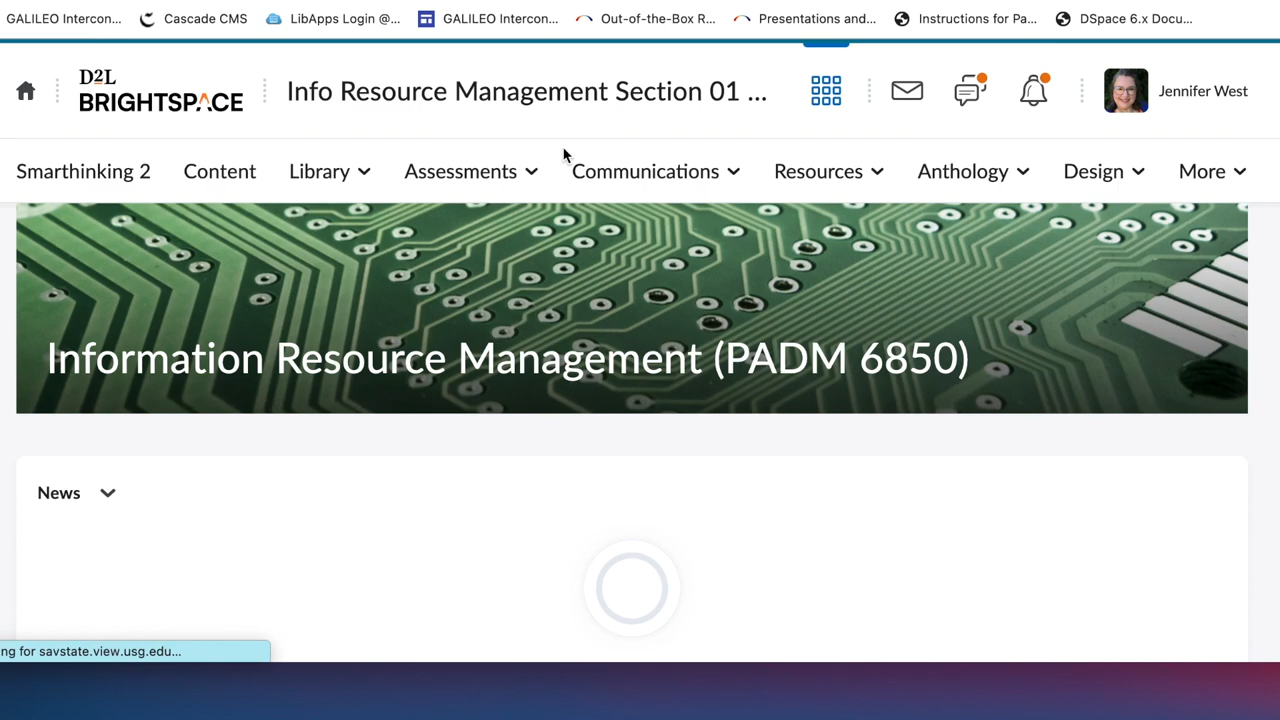 GALILEO Intercon... Cascade CMS LibApps Login @... GALILEO Intercon... Out-of-the-Box R... Presentations and... Instructions for Pa... DSpace 6.x Docu...
D2L
BRIGHTSPACE
Info Resource Management Section 01 ...
Jennifer West
Smarthinking 2 Content Library Assessments Communications Resources Anthology Design More
Information Resource Management (PADM 6850)
News
ng for savstate.view.usg.edu...